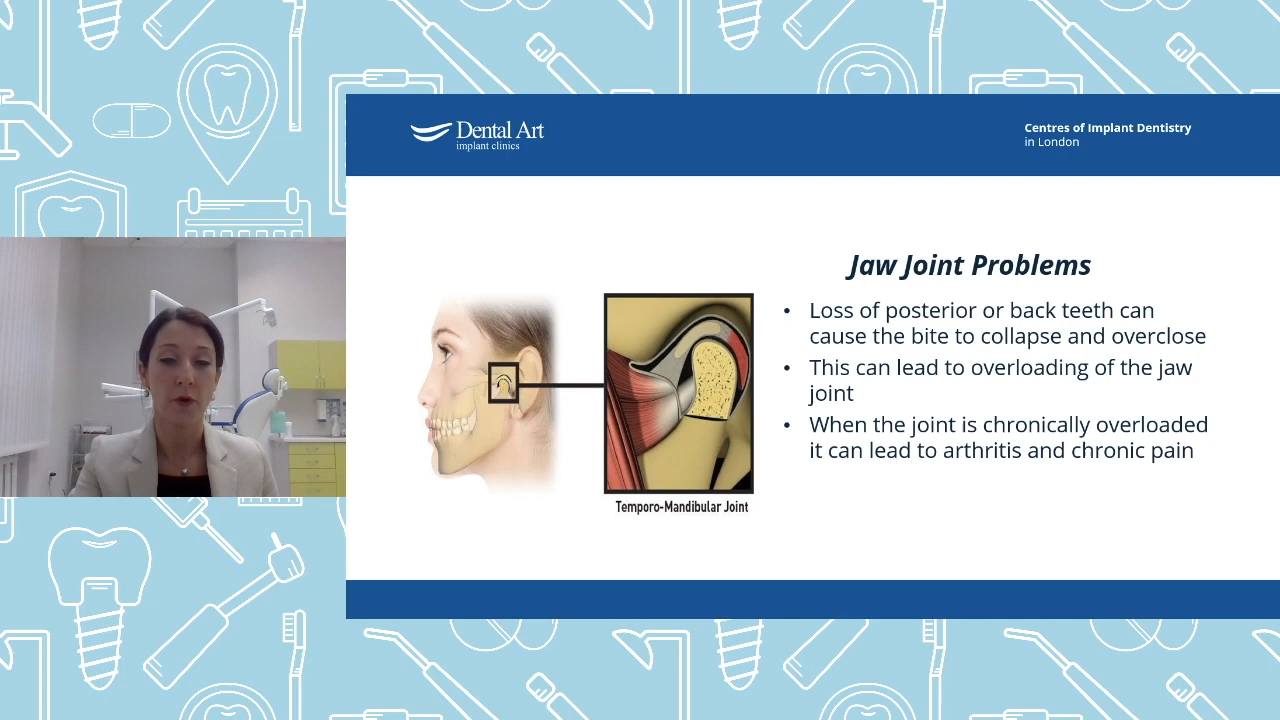 Dental Art
implant clinics
Centres of Implant Dentistry
in London
Jaw Joint Problems
• Loss of posterior or back teeth can
cause the bite to collapse and overclose
• This can lead to overloading of the jaw
joint
• When the joint is chronically overloaded
it can lead to arthritis and chronic pain
Temporo-Mandibular Joint